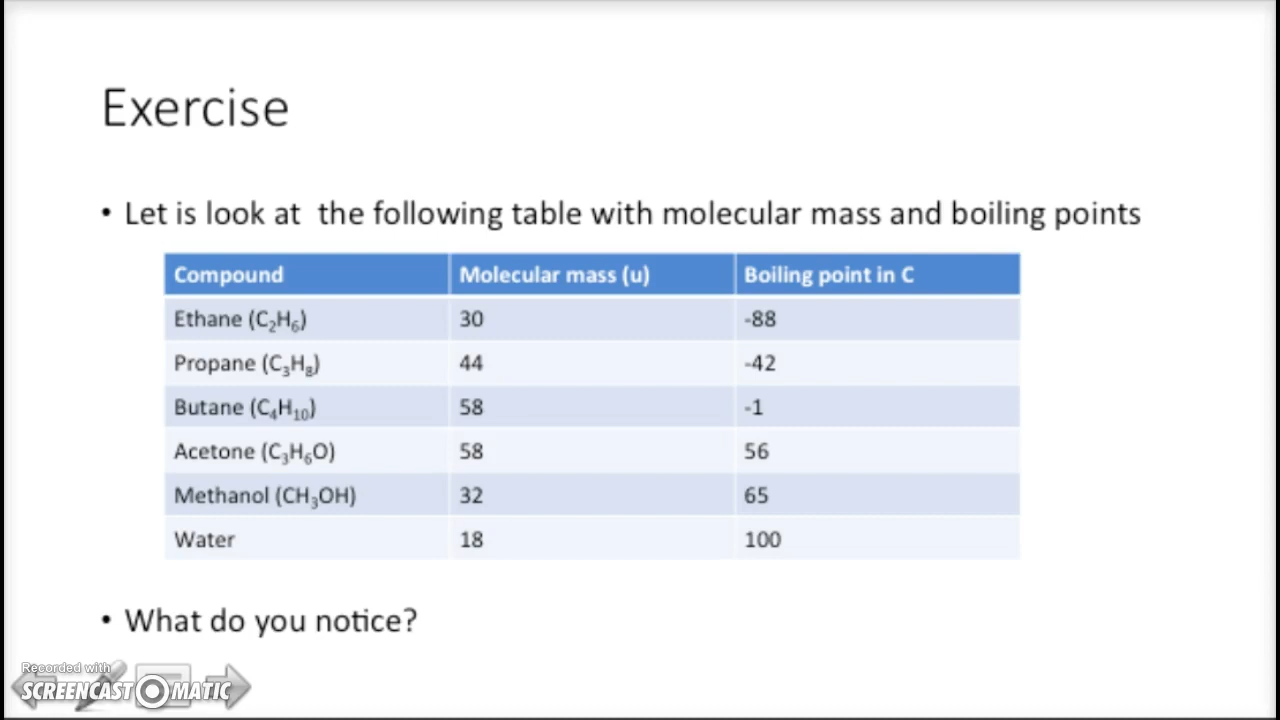 Exercise
• Let is look at the following table with molecular mass and boiling points
Compound Molecular mass (u) Boiling point in C
Ethane (C₂H₆) 30 -88
Propane (C₃H₈) 44 -42
Butane (C₄H₁₀) 58 -1
Acetone (C₃H₆O) 58 56
Methanol (CH₃OH) 32 65
Water 18 100
• What do you notice?
Recorded with
SCREENCAST MATIC